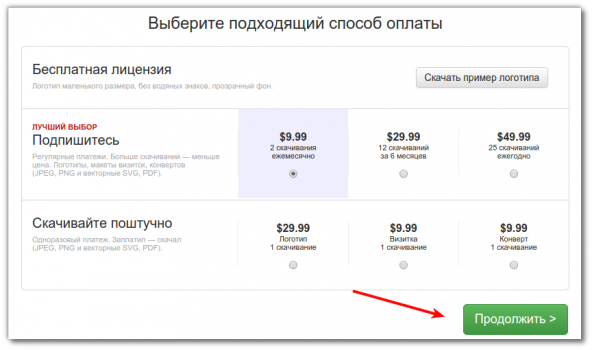 Выберите подходящий способ оплаты
Бесплатная лицензия
Логотип маленького размера, без водяных знаков, прозрачный фон.
Скачать пример логотипа
ЛУЧШИЙ ВЫБОР
Подпишитесь
Регулярные платежи. Больше скачиваний — меньше
цена. Логотипы, макеты визиток, конвертов
(JPEG, PNG и векторные SVG, PDF).
$9.99
2 скачивания
ежемесячно
$29.99
12 скачиваний
за 6 месяцев
$49.99
25 скачиваний
ежегодно
Скачивайте поштучно
Одноразовый платеж. Заплатил — скачал
(JPEG, PNG и векторные SVG, PDF).
$29.99
Логотип
1 скачивание
$9.99
Визитка
1 скачивание
$9.99
Конверт
1 скачивание
Продолжить >